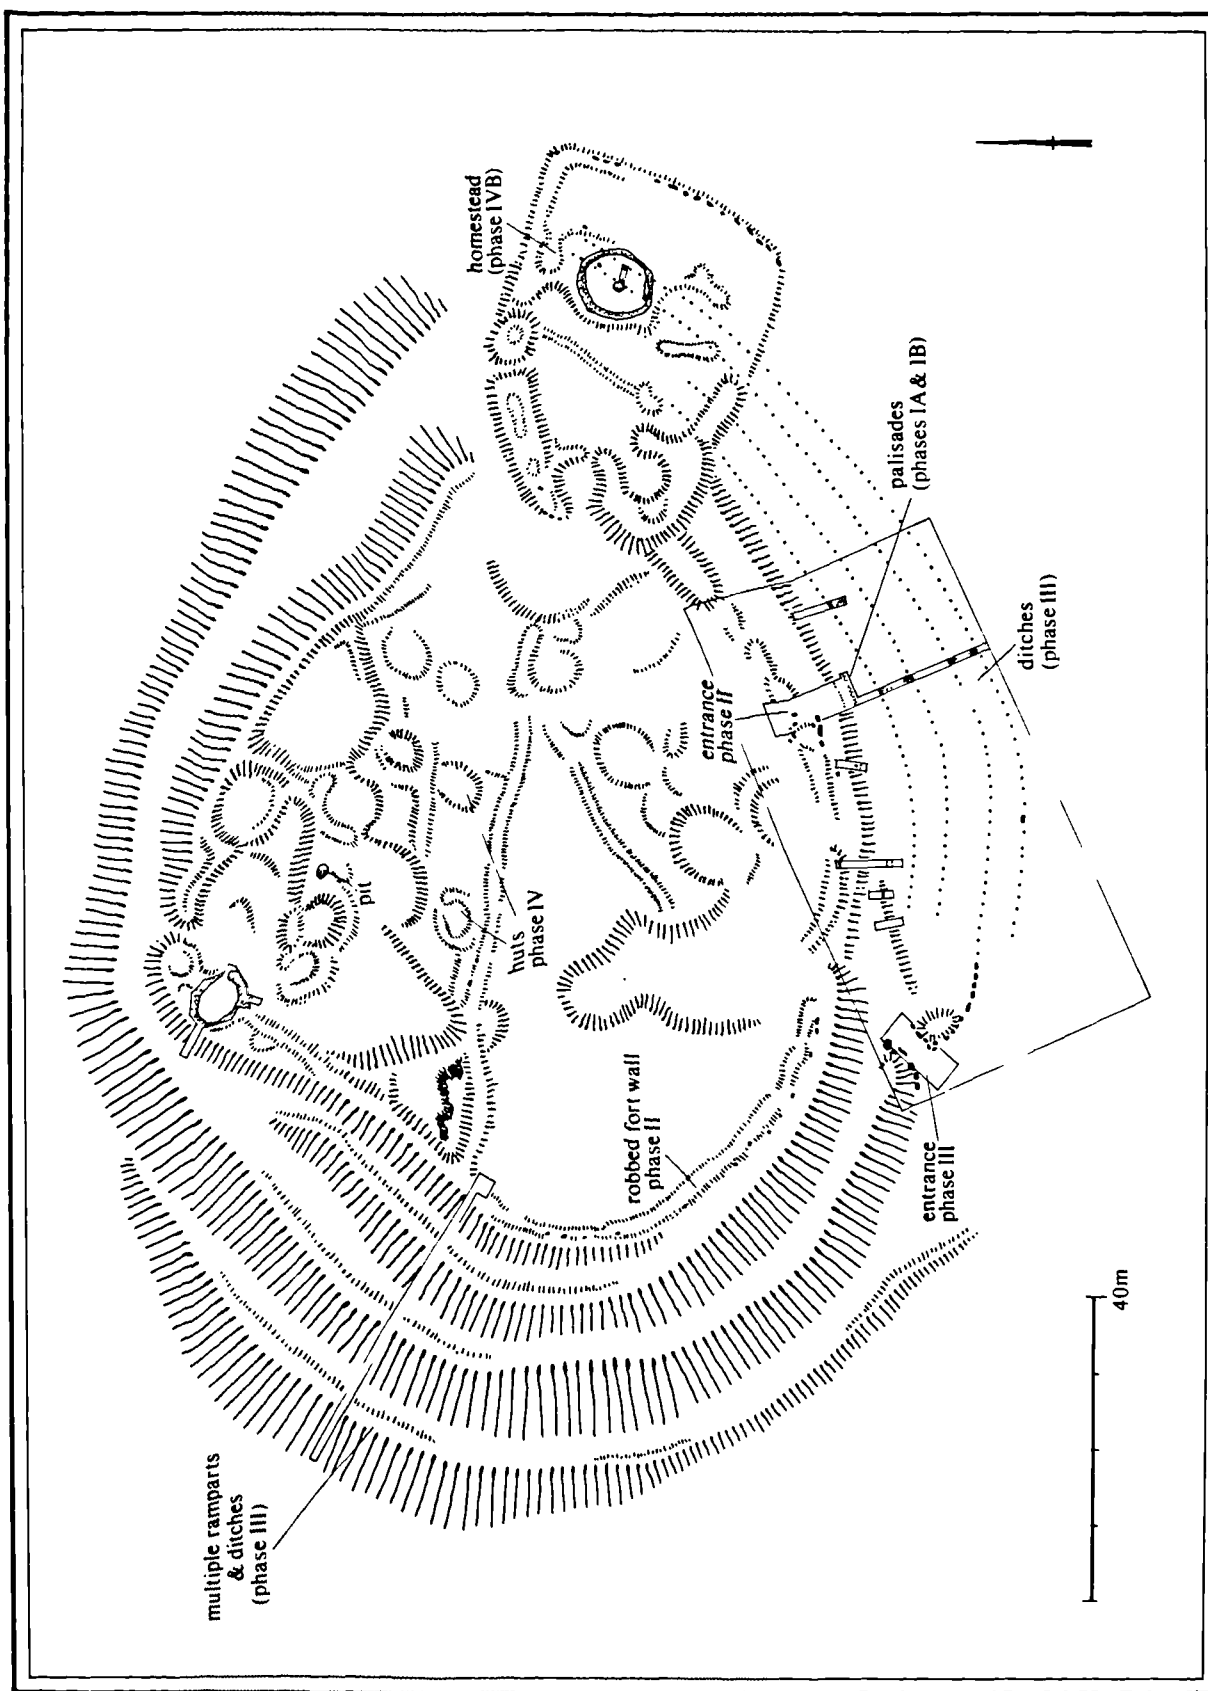 multiple ramparts
& ditches
(phase III)
robbed fort wall
phase II
entrance
phase III
40m
huts
phase IV
pit
entrance
phase II
homestead
(phase IVB)
palisades
(phases IA & IB)
ditches
(phase III)